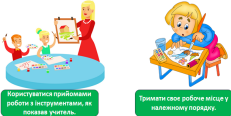 Користуватися прийомами
роботи з інструментами, як
показав учитель.
Тримати своє робоче місце у
належному порядку.